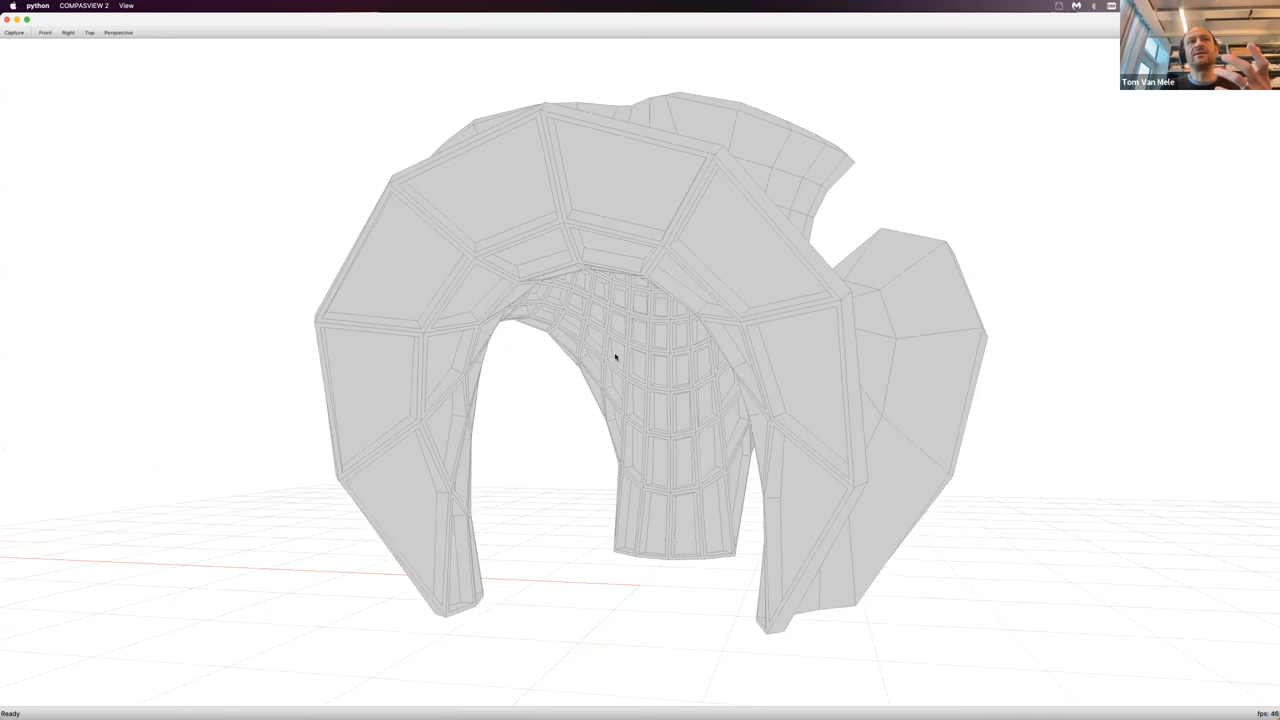 python COMPASVIEW 2 View
Capture Front Right Top Perspective
Tom Van Mele
Ready fps: 46